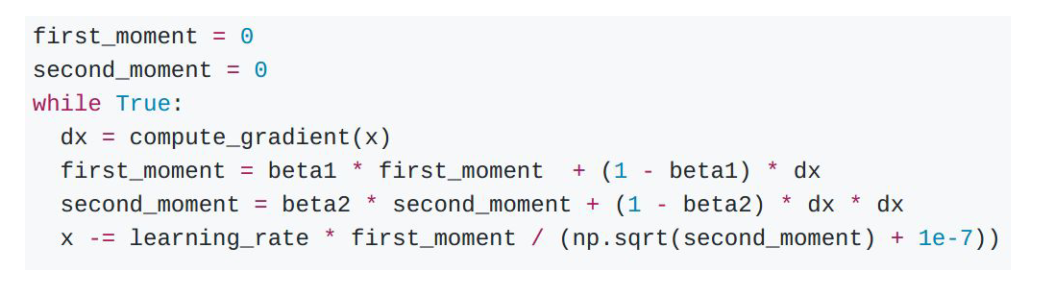 first_moment = 0
second_moment = 0
while True:
  dx = compute_gradient(x)
  first_moment = beta1 * first_moment  + (1 - beta1) * dx
  second_moment = beta2 * second_moment + (1 - beta2) * dx * dx
  x -= learning_rate * first_moment / (np.sqrt(second_moment) + 1e-7))